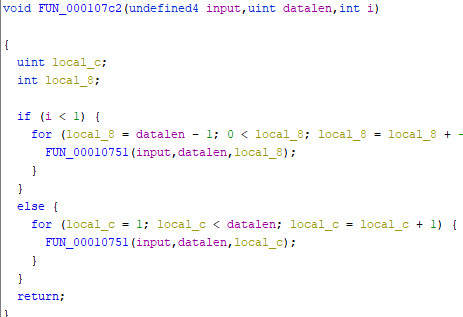 void FUN_000107c2(undefined4 input,uint datalen,int i)
{
uint local_c;
int local_8;
if (i < 1) {
for (local_8 = datalen - 1; 0 < local_8; local_8 = local_8 + -
FUN_00010751(input,datalen,local_8);
}
}
else {
for (local_c = 1; local_c < datalen; local_c = local_c + 1) {
FUN_00010751(input,datalen,local_c);
}
}
return;
}